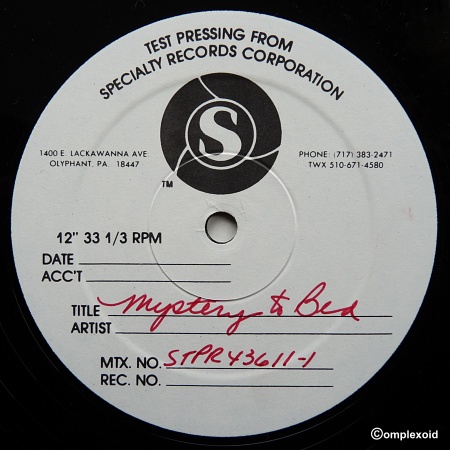 TEST PRESSING FROM
SPECIALTY RECORDS CORPORATION
S
TM
1400 E. LACKAWANNA AVE.
OLYPHANT, PA. 18447
PHONE: (717) 383-2471
TWX 510-671-4580
12" 33 1/3 RPM
DATE
ACC'T
TITLE Mystery to Bed
ARTIST
MTX. NO. STPR43611-1
REC. NO.
©omplexoid